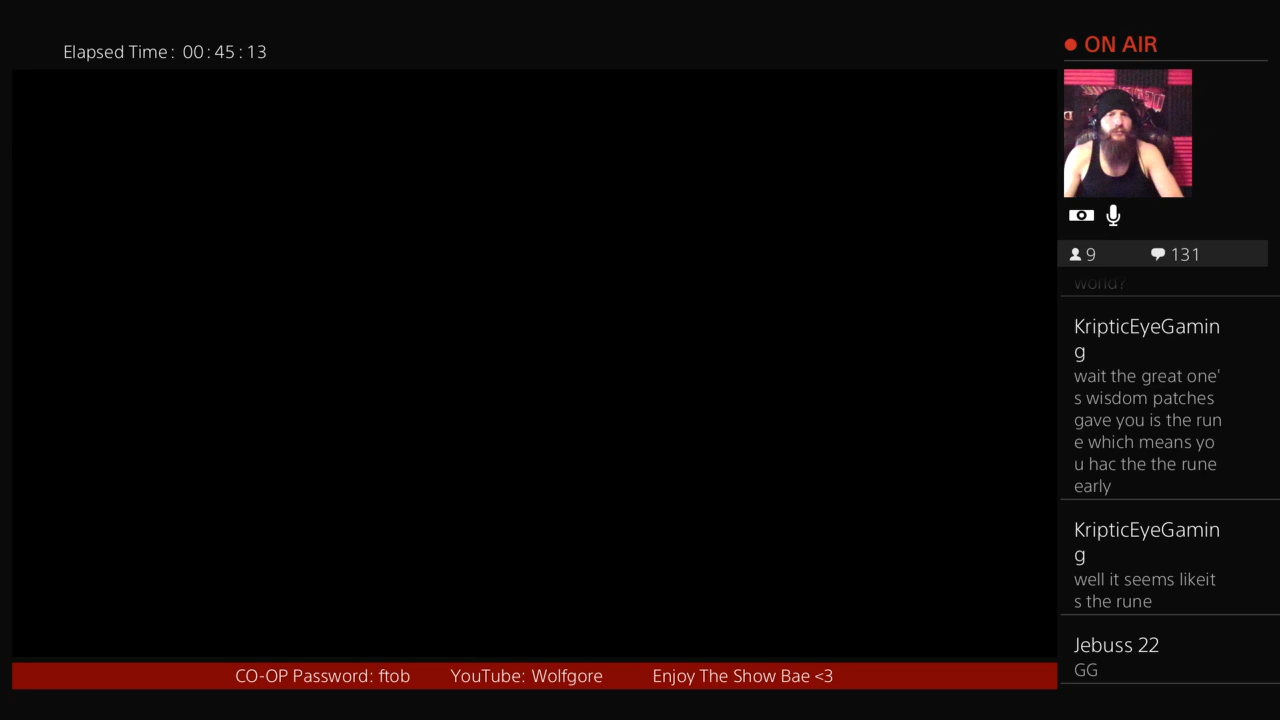 Elapsed Time: 00:45:13
ON AIR
9 131
world?
KripticEyeGamin
g
wait the great one'
s wisdom patches
gave you is the run
e which means yo
u hac the the rune
early
KripticEyeGamin
g
well it seems likeit
s the rune
Jebuss 22
GG
CO-OP Password: ftob YouTube: Wolfgore Enjoy The Show Bae <3